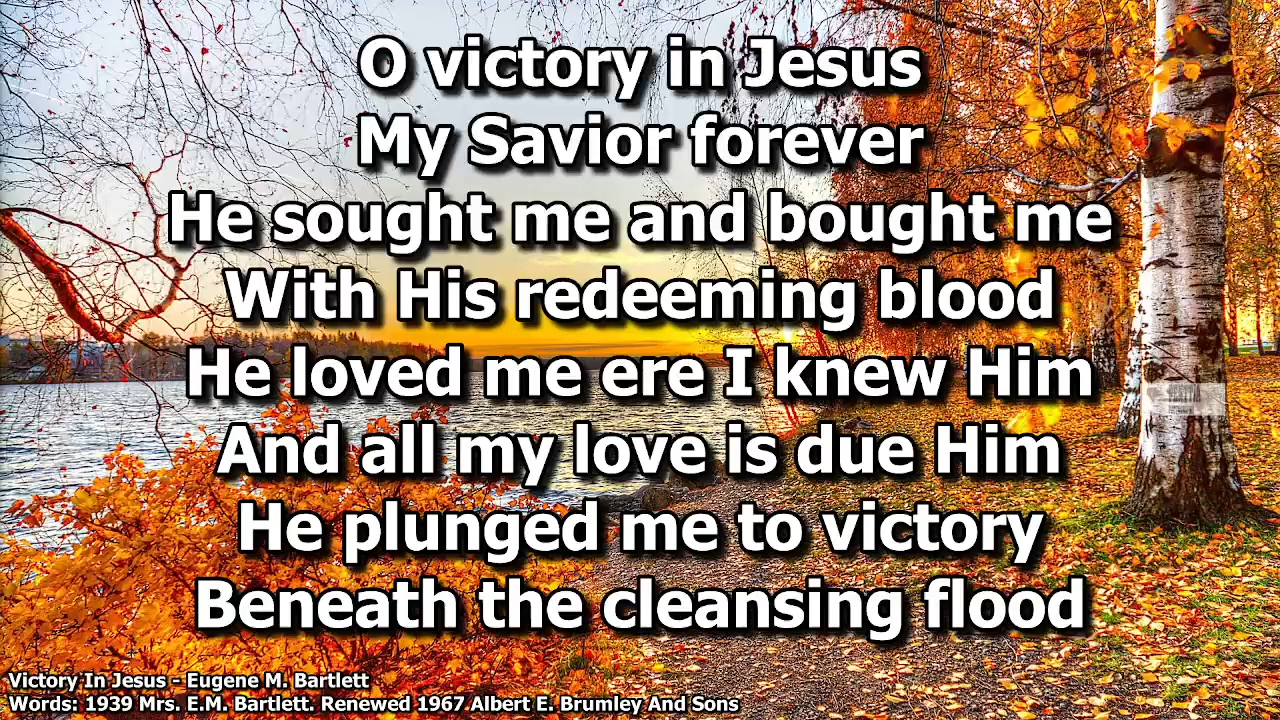 O victory in Jesus
My Savior forever
He sought me and bought me
With His redeeming blood
He loved me ere I knew Him
And all my love is due Him
He plunged me to victory
Beneath the cleansing flood
Victory In Jesus - Eugene M. Bartlett
Words: 1939 Mrs. E.M. Bartlett. Renewed 1967 Albert E. Brumley And Sons